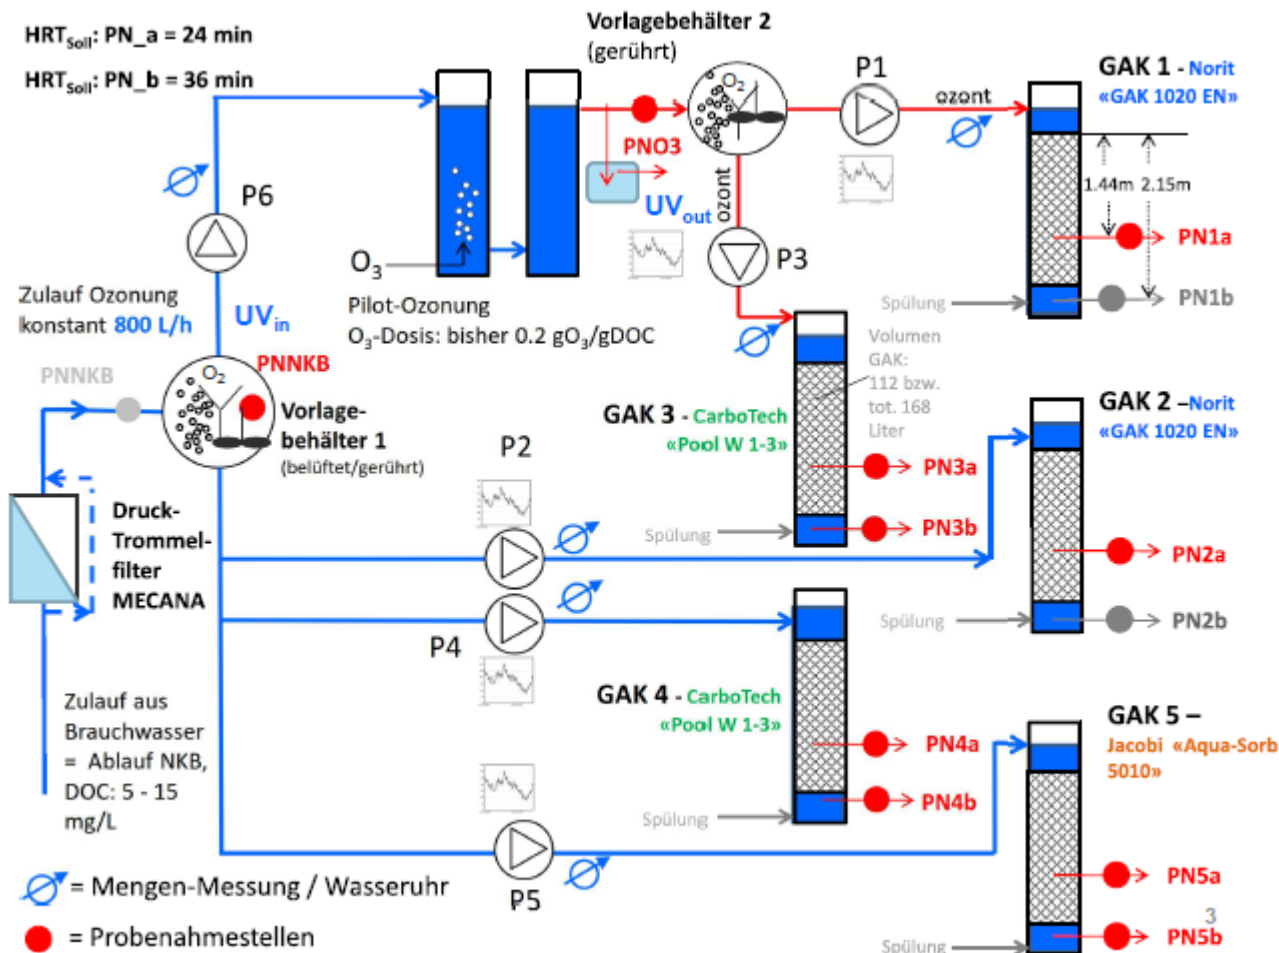 HRTSoll: PN_a = 24 min
HRTSoll: PN_b = 36 min
Vorlagebehälter 2
(gerührt)
O2
P1
ozont
GAK 1 - Norit
«GAK 1020 EN»
1.44m
2.15m
PN1a
PN1b
Spülung
PNO3
UVout
ozont
P3
P6
O3
Pilot-Ozonung
O3-Dosis: bisher 0.2 gO3/gDOC
Zulauf Ozonung
konstant 800 L/h
UVin
PNNKB
PNNKB
O2
Vorlage-
behälter 1
(belüftet/gerührt)
Volumen
GAK:
112 bzw.
tot. 168
Liter
GAK 3 - CarboTech
«Pool W 1-3»
PN3a
PN3b
Spülung
GAK 2 –Norit
«GAK 1020 EN»
PN2a
PN2b
Spülung
P2
P4
Druck-
Trommel-
filter
MECANA
GAK 4 - CarboTech
«Pool W 1-3»
PN4a
PN4b
Spülung
Zulauf aus
Brauchwasser
= Ablauf NKB,
DOC: 5 - 15
mg/L
P5
GAK 5 –
Jacobi «Aqua-Sorb
5010»
PN5a
3
PN5b
Spülung
= Mengen-Messung / Wasseruhr
= Probenahmestellen